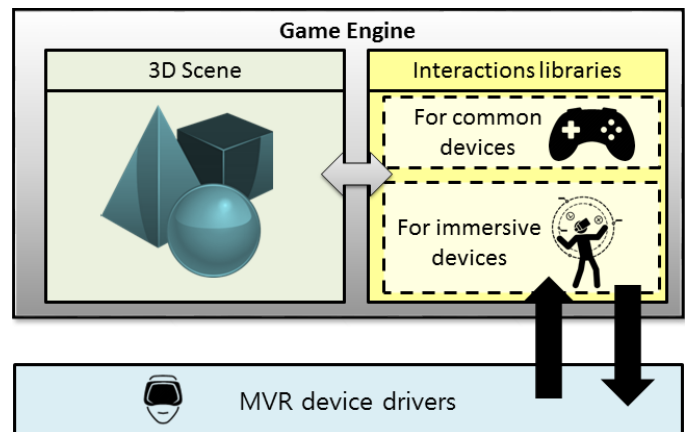 Game Engine
3D Scene
Interactions libraries
For common
devices
For immersive
devices
MVR device drivers